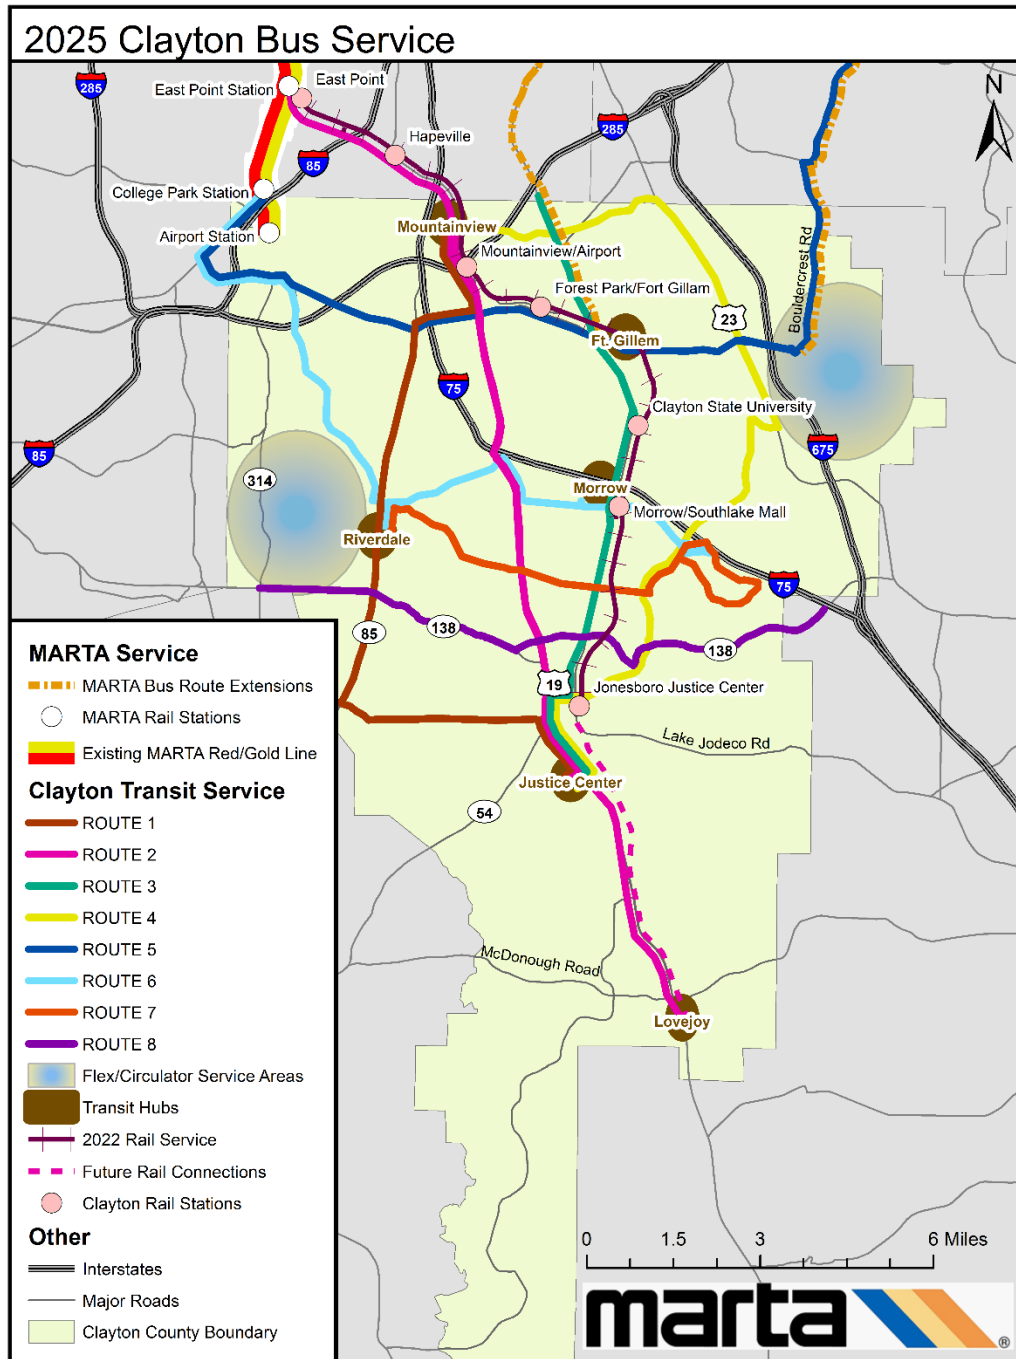 2025 Clayton Bus Service
285
East Point Station
East Point
N
Hapeville
285
85
College Park Station
Airport Station
Mountainview
Mountainview/Airport
Bouldercrest Rd
Forest Park/Fort Gillam
23
Ft. Gillem
75
Clayton State University
85
675
314
Morrow
Morrow/Southlake Mall
Riverdale
75
85
138
138
19
Jonesboro Justice Center
Lake Jodeco Rd
Justice Center
54
McDonough Road
Lovejoy
MARTA Service
MARTA Bus Route Extensions
MARTA Rail Stations
Existing MARTA Red/Gold Line
Clayton Transit Service
ROUTE 1
ROUTE 2
ROUTE 3
ROUTE 4
ROUTE 5
ROUTE 6
ROUTE 7
ROUTE 8
Flex/Circulator Service Areas
Transit Hubs
2022 Rail Service
Future Rail Connections
Clayton Rail Stations
Other
Interstates
Major Roads
Clayton County Boundary
0 1.5 3 6 Miles
marta ®